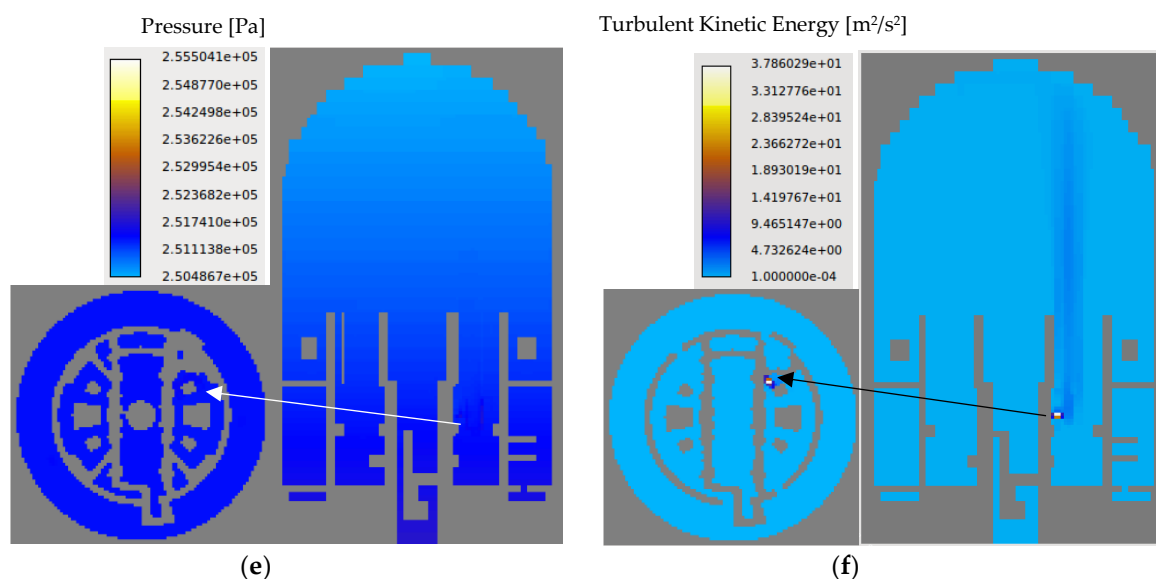 Pressure [Pa]
2.555041e+05
2.548770e+05
2.542498e+05
2.536226e+05
2.529954e+05
2.523682e+05
2.517410e+05
2.511138e+05
2.504867e+05
(e)
Turbulent Kinetic Energy [m²/s²]
3.786029e+01
3.312776e+01
2.839524e+01
2.366272e+01
1.893019e+01
1.419767e+01
9.465147e+00
4.732624e+00
1.000000e-04
(f)